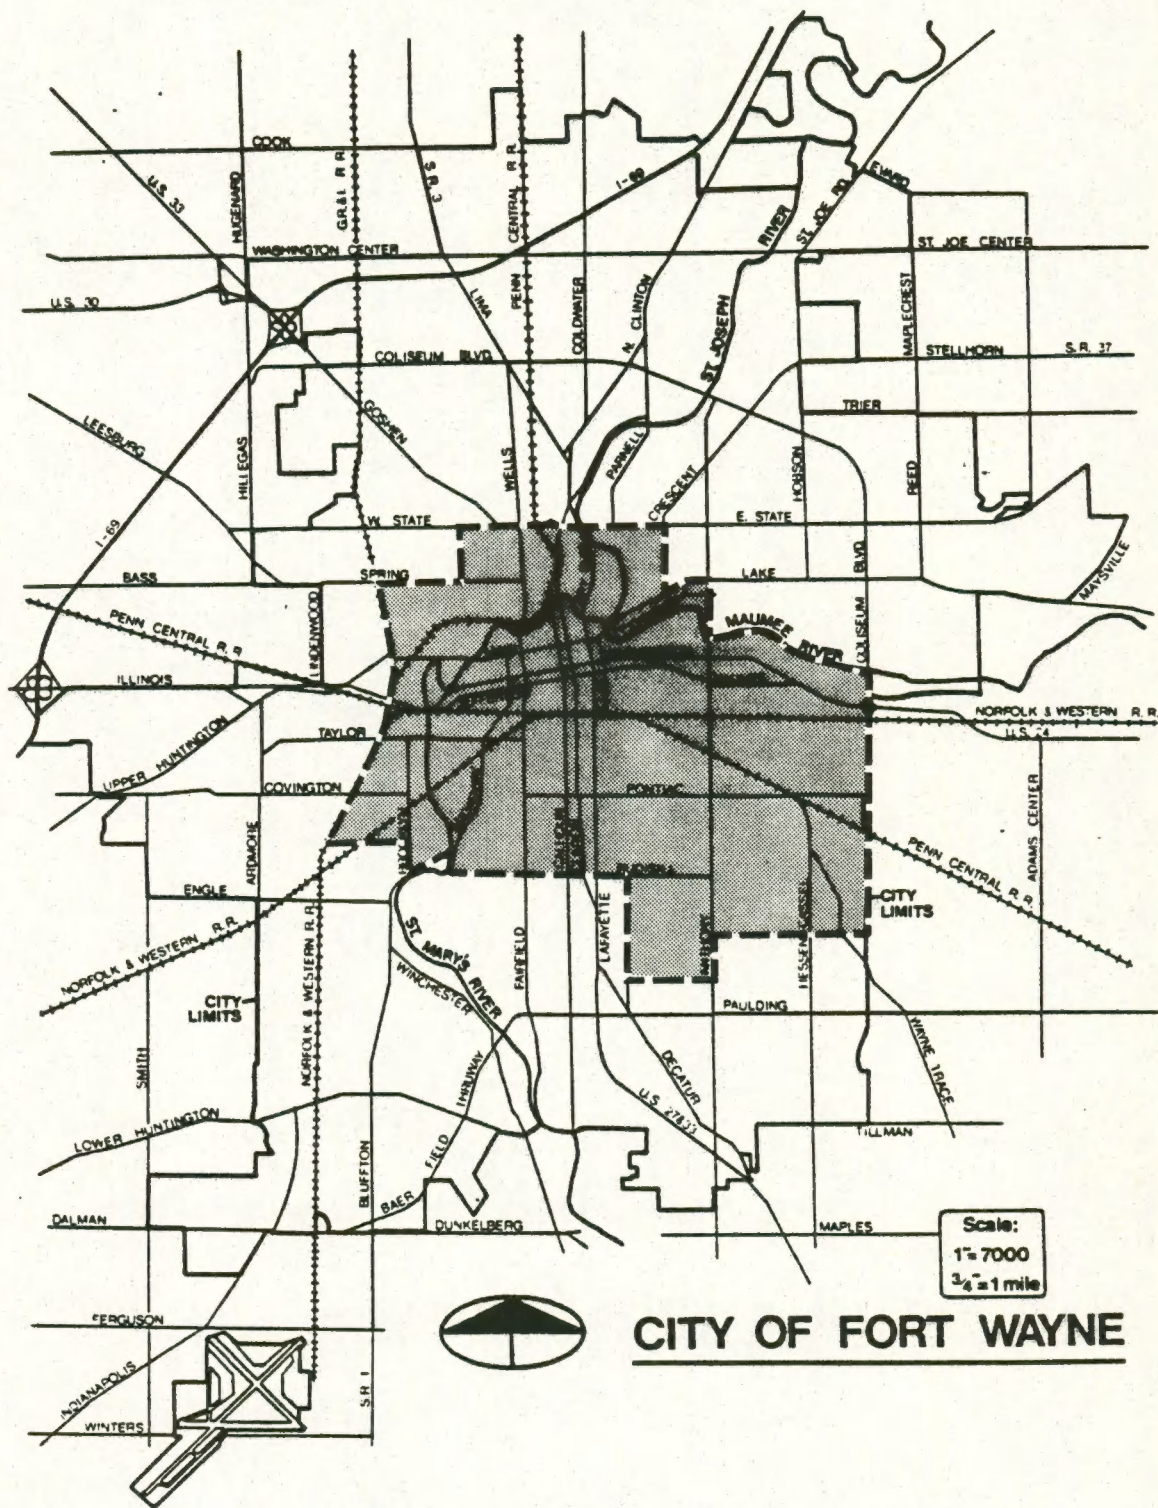 COOK
U.S. 33
HUGENARD
G.R.& I. R.R.
S.R. 3
CENTRAL R.R.
I-69
EVARD
RIVER
ST. JOE RD.
WASHINGTON CENTER
ST. JOE CENTER
U.S. 30
LIMA
PENN
COLDWATER
N. CLINTON
ST. JOSEPH
MAPLECREST
COLISEUM BLVD.
STELLHORN
S.R. 37
LEESBURG
GOSHEN
TRIER
HILLEGAS
WELLS
PARNELL
CRESCENT
HOBSON
REED
I-69
W. STATE
E. STATE
BASS
SPRING
LAKE
BLVD
MAYSVILLE
PENN CENTRAL R.R.
LINDENWOOD
MAUMEE RIVER
COLISEUM
ILLINOIS
NORFOLK & WESTERN R.R.
U.S. 24
UPPER HUNTINGTON
TAYLOR
COVINGTON
PONTIAC
ARDMORE
ADAMS CENTER
PENN CENTRAL R.R.
RUDISILL
ENGLE
CITY
LIMITS
NORFOLK & WESTERN R.R.
ST. MARY'S RIVER
WINCHESTER
FAIRFIELD
LAFAYETTE
ANTHONY
HESSEN CASSEL
CITY
LIMITS
NORFOLK & WESTERN R.R.
PAULDING
SMITH
THRUWAY
DECATUR
WAYNE TRACE
U.S. 27&33
LOWER HUNTINGTON
TILLMAN
BLUFFTON
BAER FIELD
DALMAN
DUNKELBERG
MAPLES
Scale:
1"=7000
3/4"=1 mile
FERGUSON
CITY OF FORT WAYNE
INDIANAPOLIS
S.R. 1
WINTERS